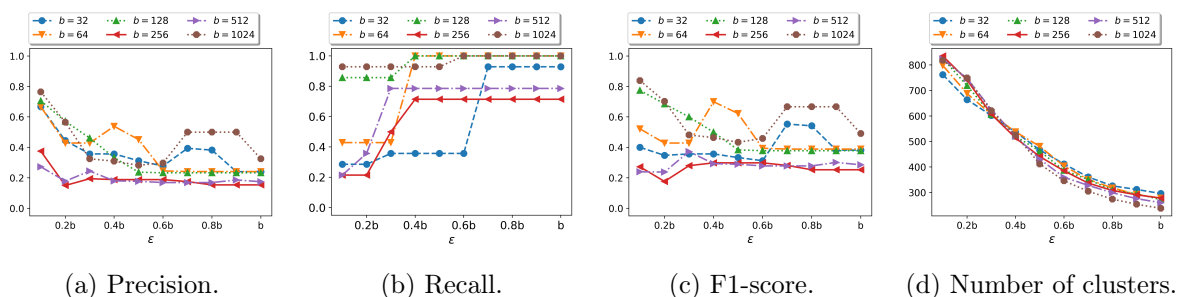 b = 32 b = 128 b = 512
b = 64 b = 256 b = 1024
1.0
0.8
0.6
0.4
0.2
0.0
0.2b 0.4b 0.6b 0.8b b
ε
(a) Precision.
b = 32 b = 128 b = 512
b = 64 b = 256 b = 1024
1.0
0.8
0.6
0.4
0.2
0.0
0.2b 0.4b 0.6b 0.8b b
ε
(b) Recall.
b = 32 b = 128 b = 512
b = 64 b = 256 b = 1024
1.0
0.8
0.6
0.4
0.2
0.0
0.2b 0.4b 0.6b 0.8b b
ε
(c) F1-score.
b = 32 b = 128 b = 512
b = 64 b = 256 b = 1024
800
700
600
500
400
300
0.2b 0.4b 0.6b 0.8b b
ε
(d) Number of clusters.